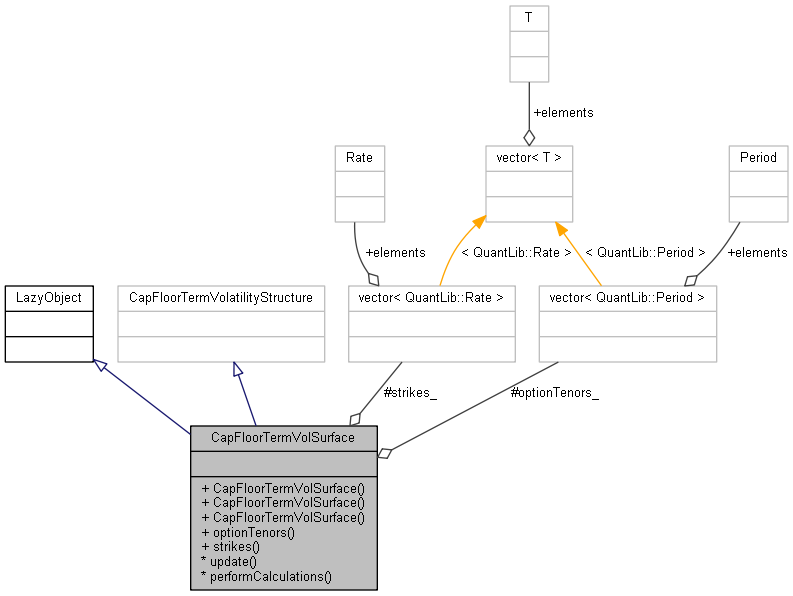 T
+elements
Rate
vector< T >
Period
+elements
< QuantLib::Rate >
< QuantLib::Period >
+elements
LazyObject
CapFloorTermVolatilityStructure
vector< QuantLib::Rate >
vector< QuantLib::Period >
#strikes_
#optionTenors_
CapFloorTermVolSurface
+ CapFloorTermVolSurface()
+ CapFloorTermVolSurface()
+ CapFloorTermVolSurface()
+ optionTenors()
+ strikes()
* update()
* performCalculations()